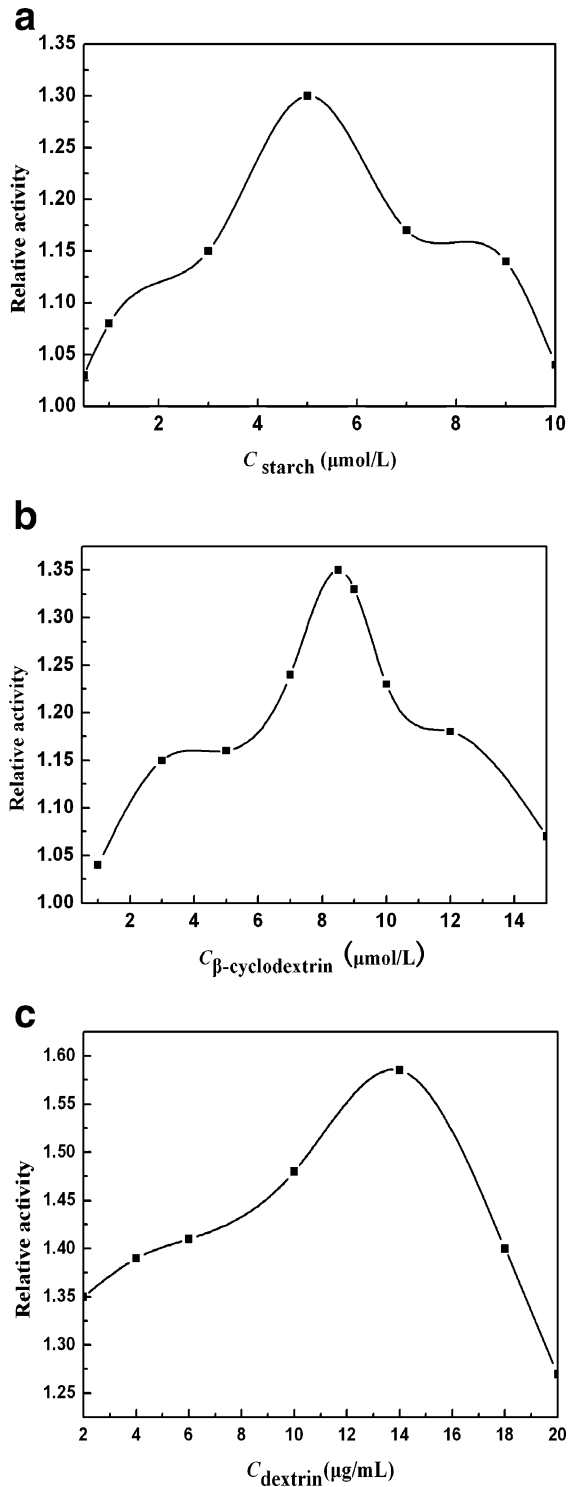 a
1.35
1.30
1.25
1.20
1.15
1.10
1.05
1.00
Relative activity
2 4 6 8 10
C starch (μmol/L)
b
1.35
1.30
1.25
1.20
1.15
1.10
1.05
1.00
Relative activity
2 4 6 8 10 12 14
C β-cyclodextrin (μmol/L)
c
1.60
1.55
1.50
1.45
1.40
1.35
1.30
1.25
Relative activity
2 4 6 8 10 12 14 16 18 20
C dextrin(μg/mL)